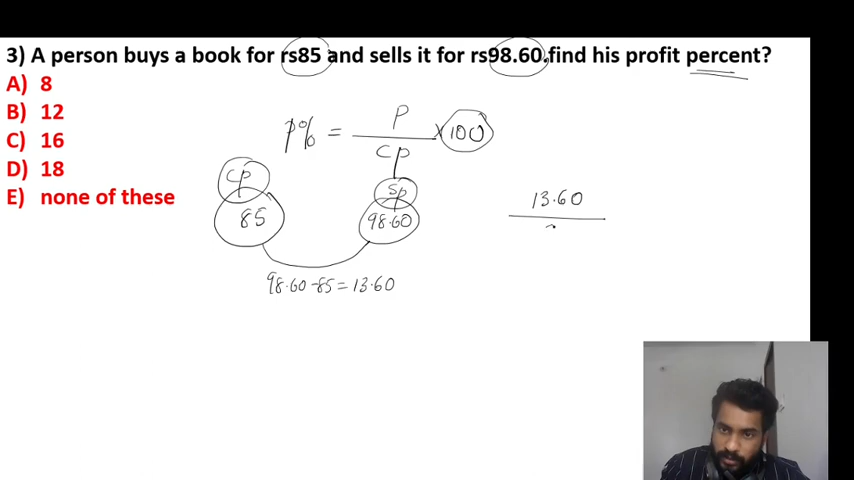 3) A person buys a book for rs85 and sells it for rs98.60.find his profit percent?
A) 8
B) 12
C) 16
D) 18
E) none of these
P% = P / CP × 100
CP
SP
85
98.60
13.60
98.60-85=13.60